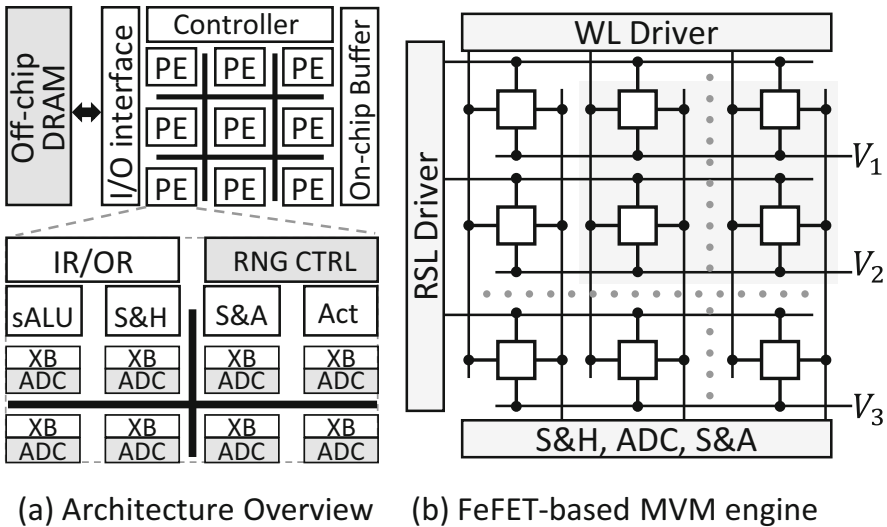 Off-chip
DRAM
I/O interface
Controller
PE PE PE
PE PE PE
PE PE PE
On-chip Buffer
IR/OR
RNG CTRL
sALU S&H S&A Act
XB XB XB XB
ADC ADC ADC ADC
XB XB XB XB
ADC ADC ADC ADC
(a) Architecture Overview
WL Driver
RSL Driver
V1
V2
V3
S&H, ADC, S&A
(b) FeFET-based MVM engine